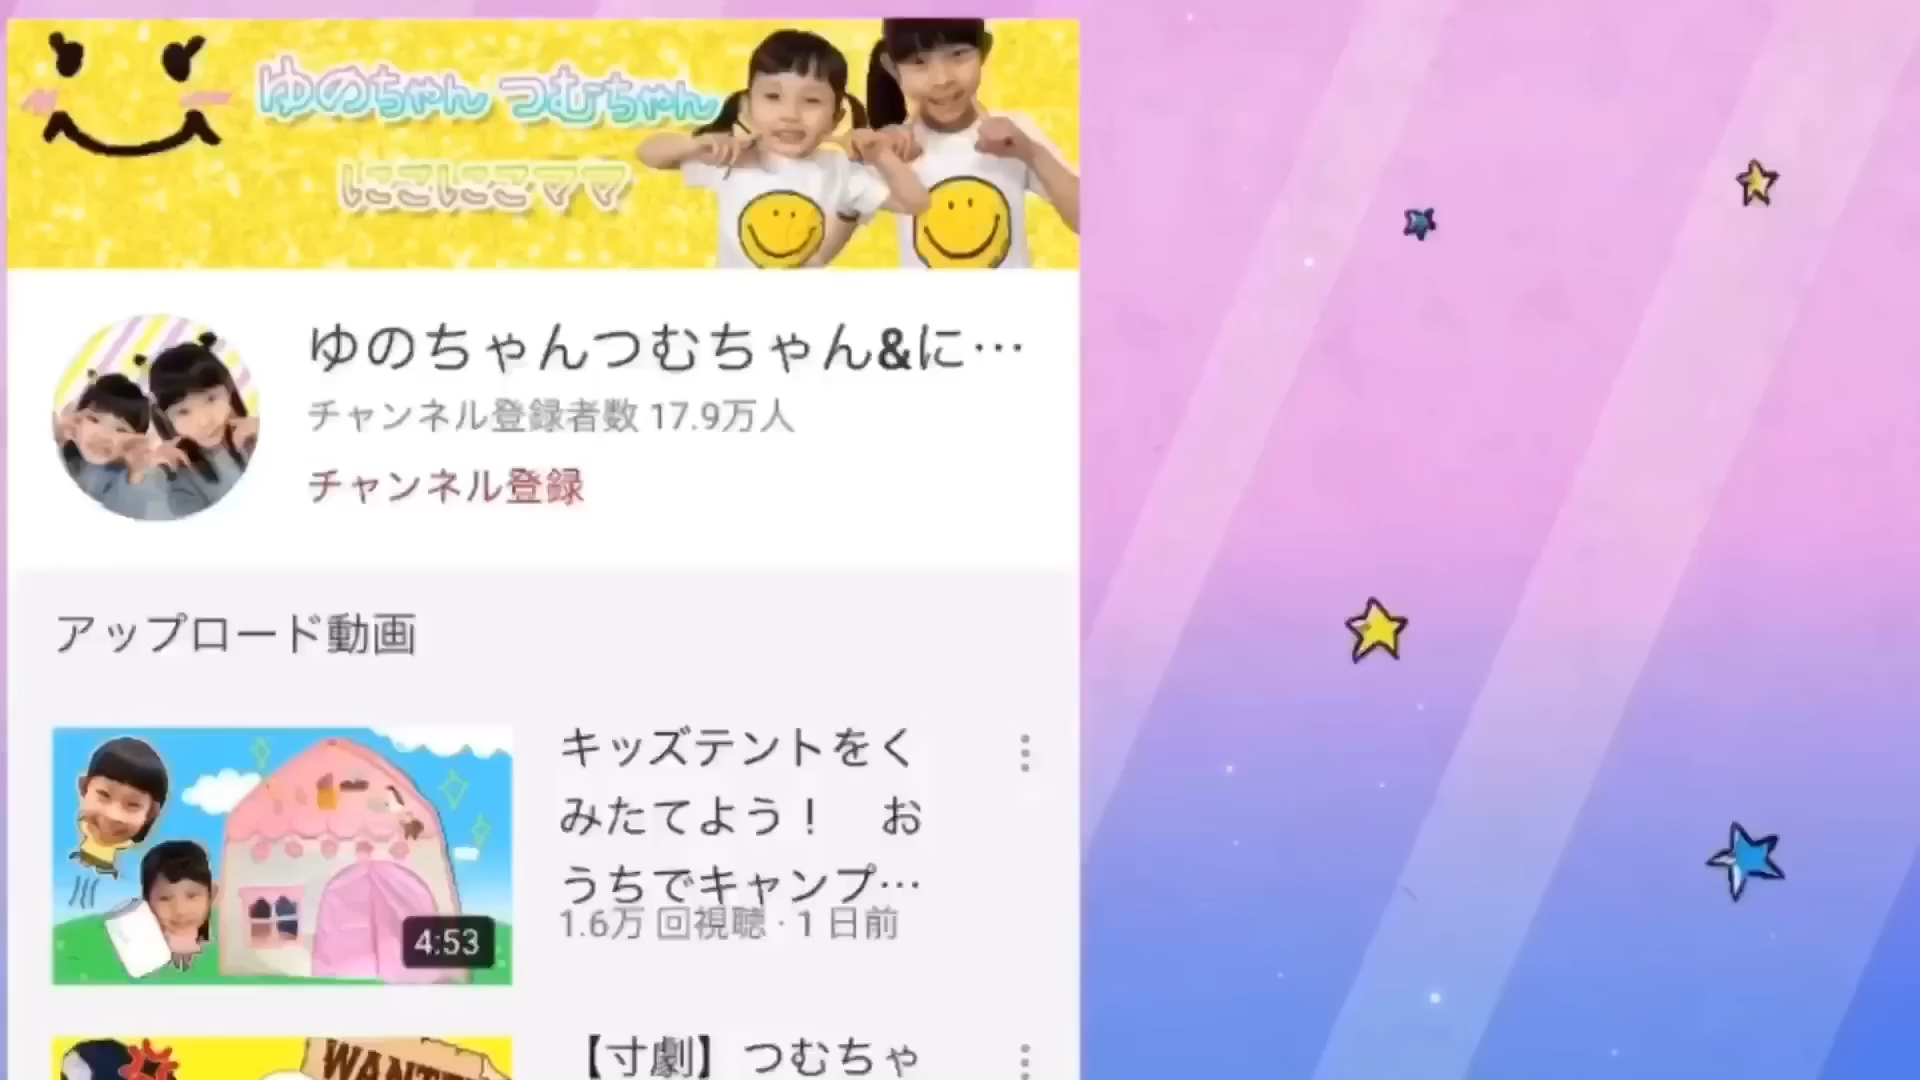 ゆのちゃん つむちゃん
にこにこママ
ゆのちゃんつむちゃん&に…
チャンネル登録者数 17.9万人
チャンネル登録
アップロード動画
キッズテントをく
みたてよう！　お
うちでキャンプ…
1.6万 回視聴 · 1 日前
4:53
【寸劇】つむちゃ